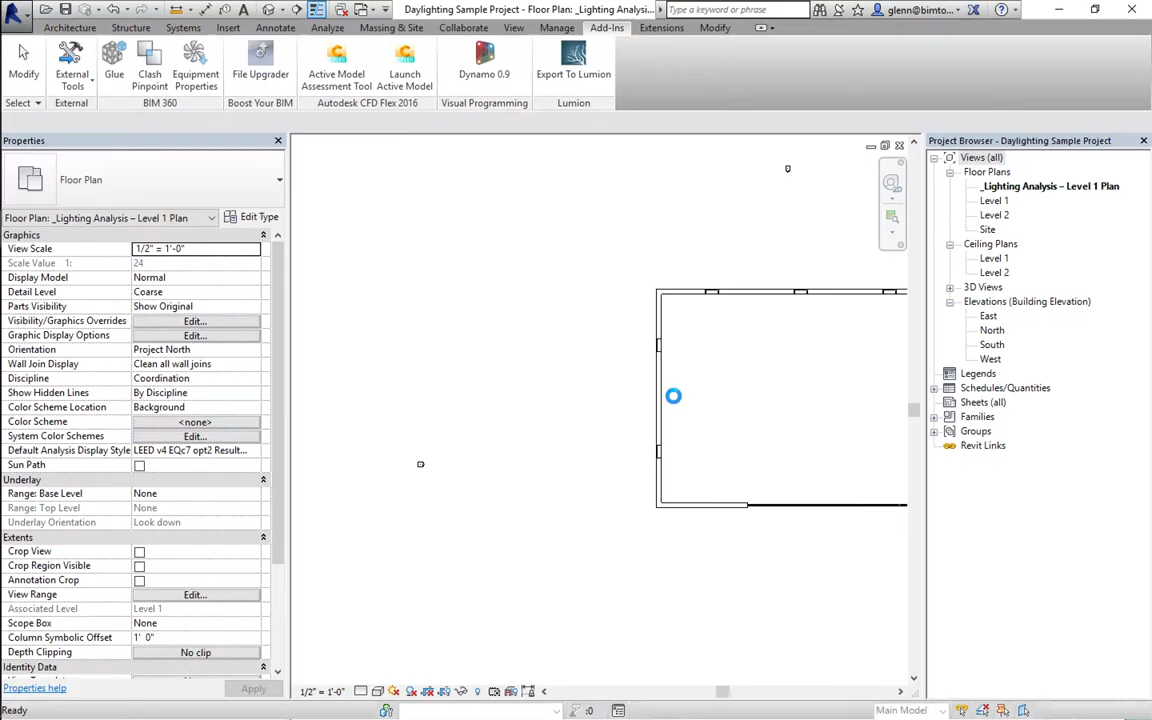 Daylighting Sample Project - Floor Plan: _Lighting Analysi...
Type a keyword or phrase
glenn@bimto...
Architecture Structure Systems Insert Annotate Analyze Massing & Site Collaborate View Manage Add-Ins Extensions Modify
Modify
External Tools
Glue
Clash Pinpoint
Equipment Properties
File Upgrader
Active Model Assessment Tool
Launch Active Model
Dynamo 0.9
Export To Lumion
Select External BIM 360 Boost Your BIM Autodesk CFD Flex 2016 Visual Programming Lumion
Properties
Floor Plan
Floor Plan: _Lighting Analysis – Level 1 Plan Edit Type
Graphics
View Scale 1/2" = 1'-0"
Scale Value 1: 24
Display Model Normal
Detail Level Coarse
Parts Visibility Show Original
Visibility/Graphics Overrides Edit...
Graphic Display Options Edit...
Orientation Project North
Wall Join Display Clean all wall joins
Discipline Coordination
Show Hidden Lines By Discipline
Color Scheme Location Background
Color Scheme <none>
System Color Schemes Edit...
Default Analysis Display Style LEED v4 EQc7 opt2 Result...
Sun Path
Underlay
Range: Base Level None
Range: Top Level None
Underlay Orientation Look down
Extents
Crop View
Crop Region Visible
Annotation Crop
View Range Edit...
Associated Level Level 1
Scope Box None
Column Symbolic Offset 1' 0"
Depth Clipping No clip
Identity Data
Properties help Apply
Project Browser - Daylighting Sample Project
Views (all)
Floor Plans
_Lighting Analysis – Level 1 Plan
Level 1
Level 2
Site
Ceiling Plans
Level 1
Level 2
3D Views
Elevations (Building Elevation)
East
North
South
West
Legends
Schedules/Quantities
Sheets (all)
Families
Groups
Revit Links
1/2" = 1'-0"
Ready
:0
Main Model